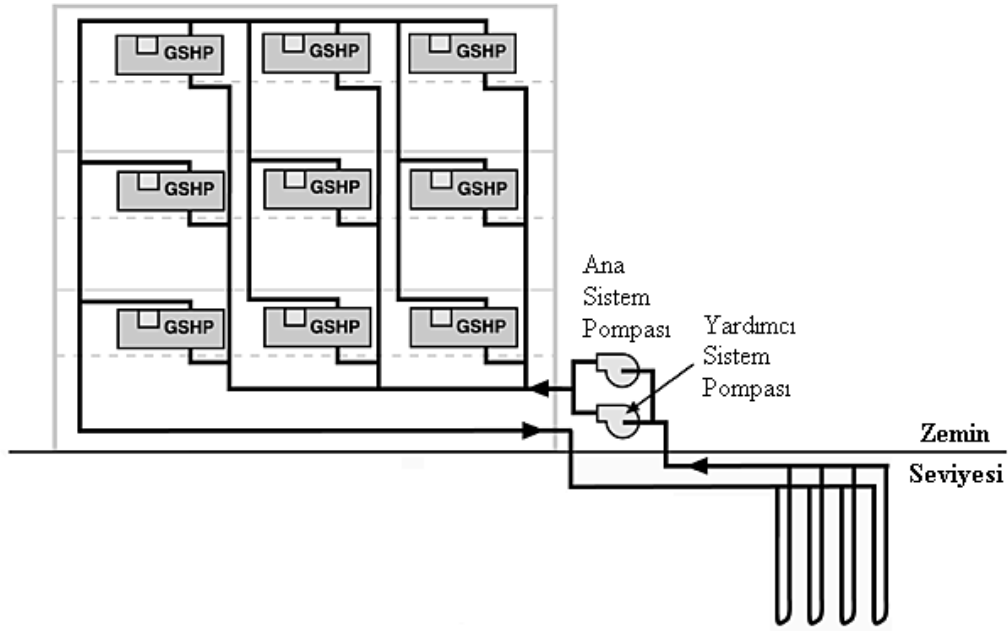 GSHP GSHP GSHP
GSHP GSHP GSHP
GSHP GSHP GSHP
Ana
Sistem
Pompası
Yardımcı
Sistem
Pompası
Zemin
Seviyesi